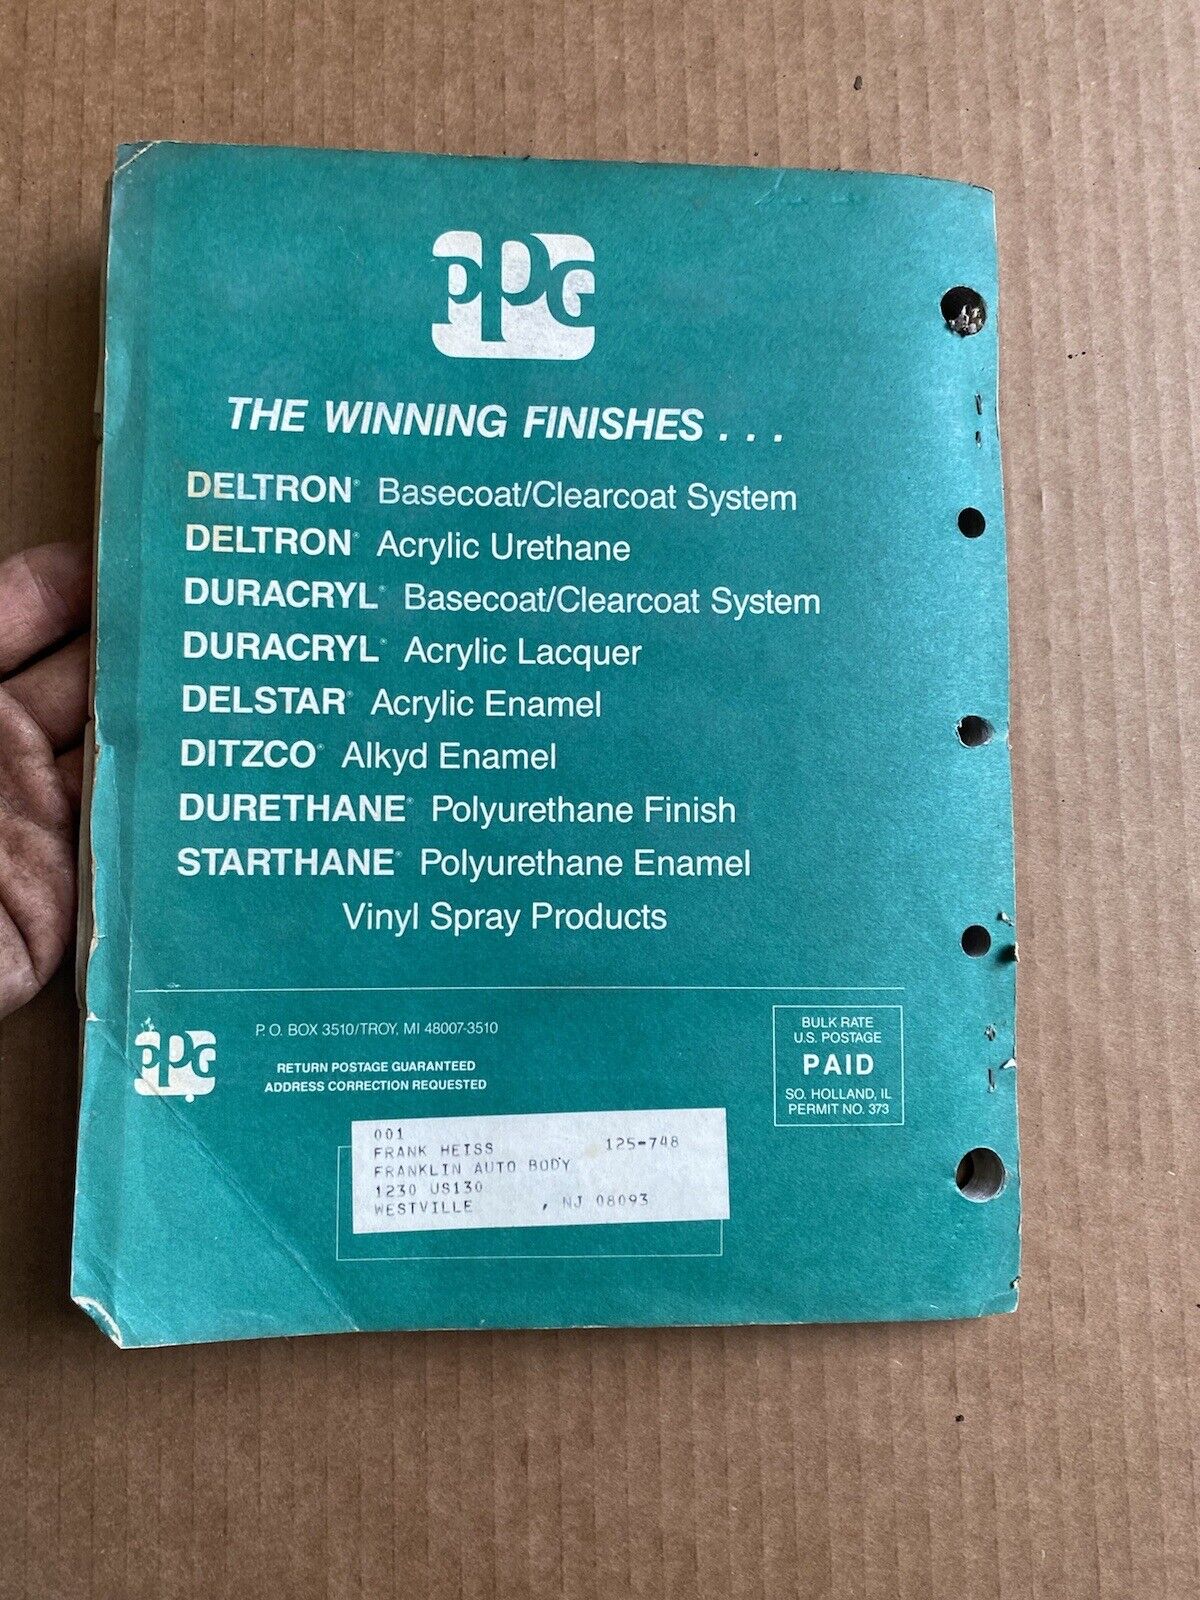 PPG
THE WINNING FINISHES . . .
DELTRON® Basecoat/Clearcoat System
DELTRON® Acrylic Urethane
DURACRYL® Basecoat/Clearcoat System
DURACRYL® Acrylic Lacquer
DELSTAR® Acrylic Enamel
DITZCO® Alkyd Enamel
DURETHANE® Polyurethane Finish
STARTHANE® Polyurethane Enamel
Vinyl Spray Products
PPG
P.O. BOX 3510/TROY, MI 48007-3510
RETURN POSTAGE GUARANTEED
ADDRESS CORRECTION REQUESTED
BULK RATE
U.S. POSTAGE
PAID
SO. HOLLAND, IL
PERMIT NO. 373
001
FRANK HEISS 125-748
FRANKLIN AUTO BODY
1230 US130
WESTVILLE , NJ 08093